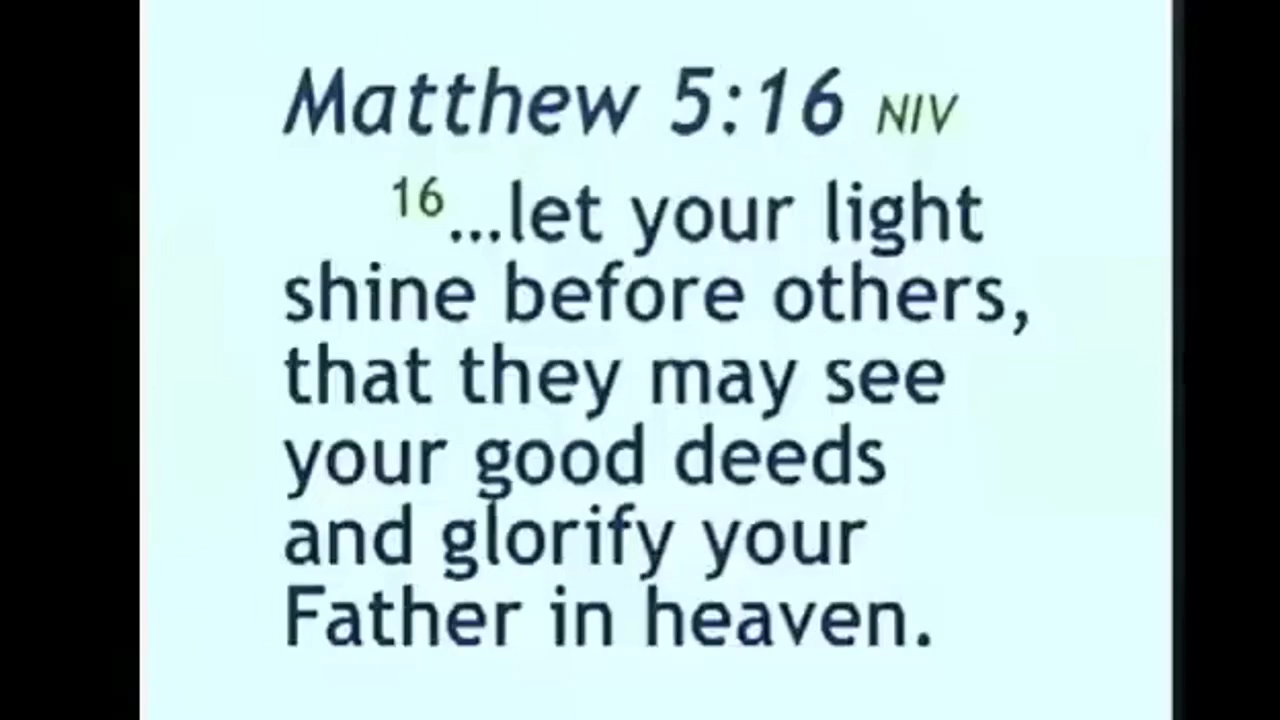 Matthew 5:16 NIV
16...let your light
shine before others,
that they may see
your good deeds
and glorify your
Father in heaven.